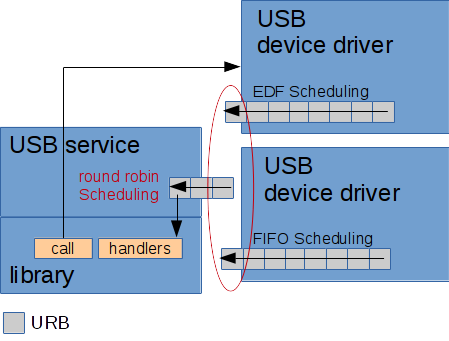 USB
device driver
EDF Scheduling
USB service
round robin
Scheduling
USB
device driver
FIFO Scheduling
call
handlers
library
URB